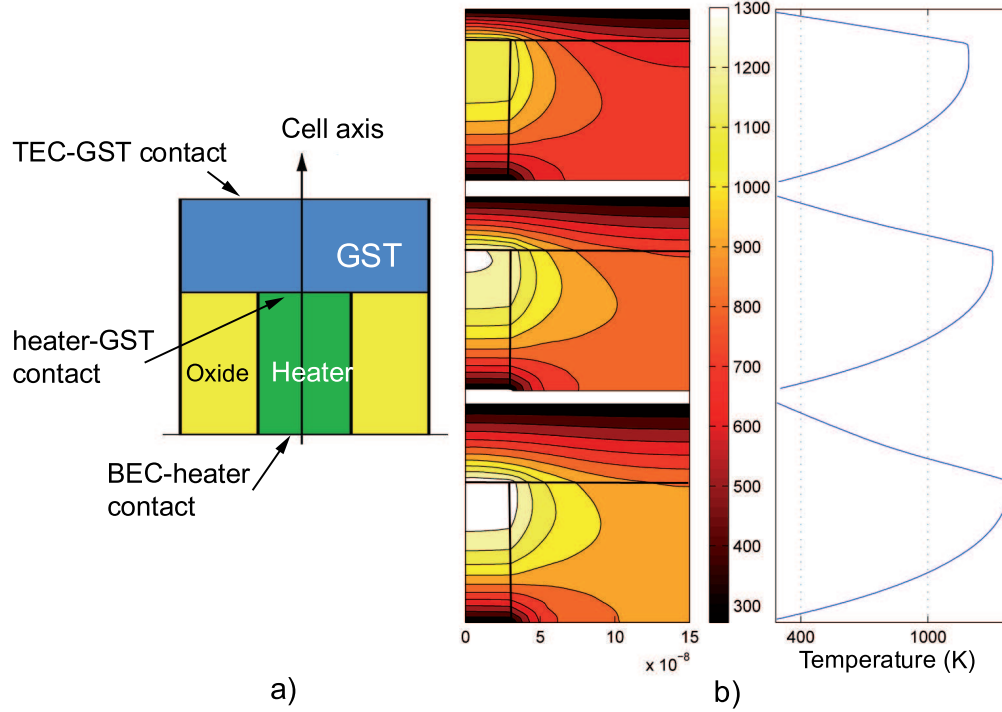 Cell axis
TEC-GST contact
GST
heater-GST
contact
Oxide
Heater
BEC-heater
contact
a)
0
5
10
15
x 10⁻⁸
1300
1200
1100
1000
900
800
700
600
500
400
300
400
1000
Temperature (K)
b)